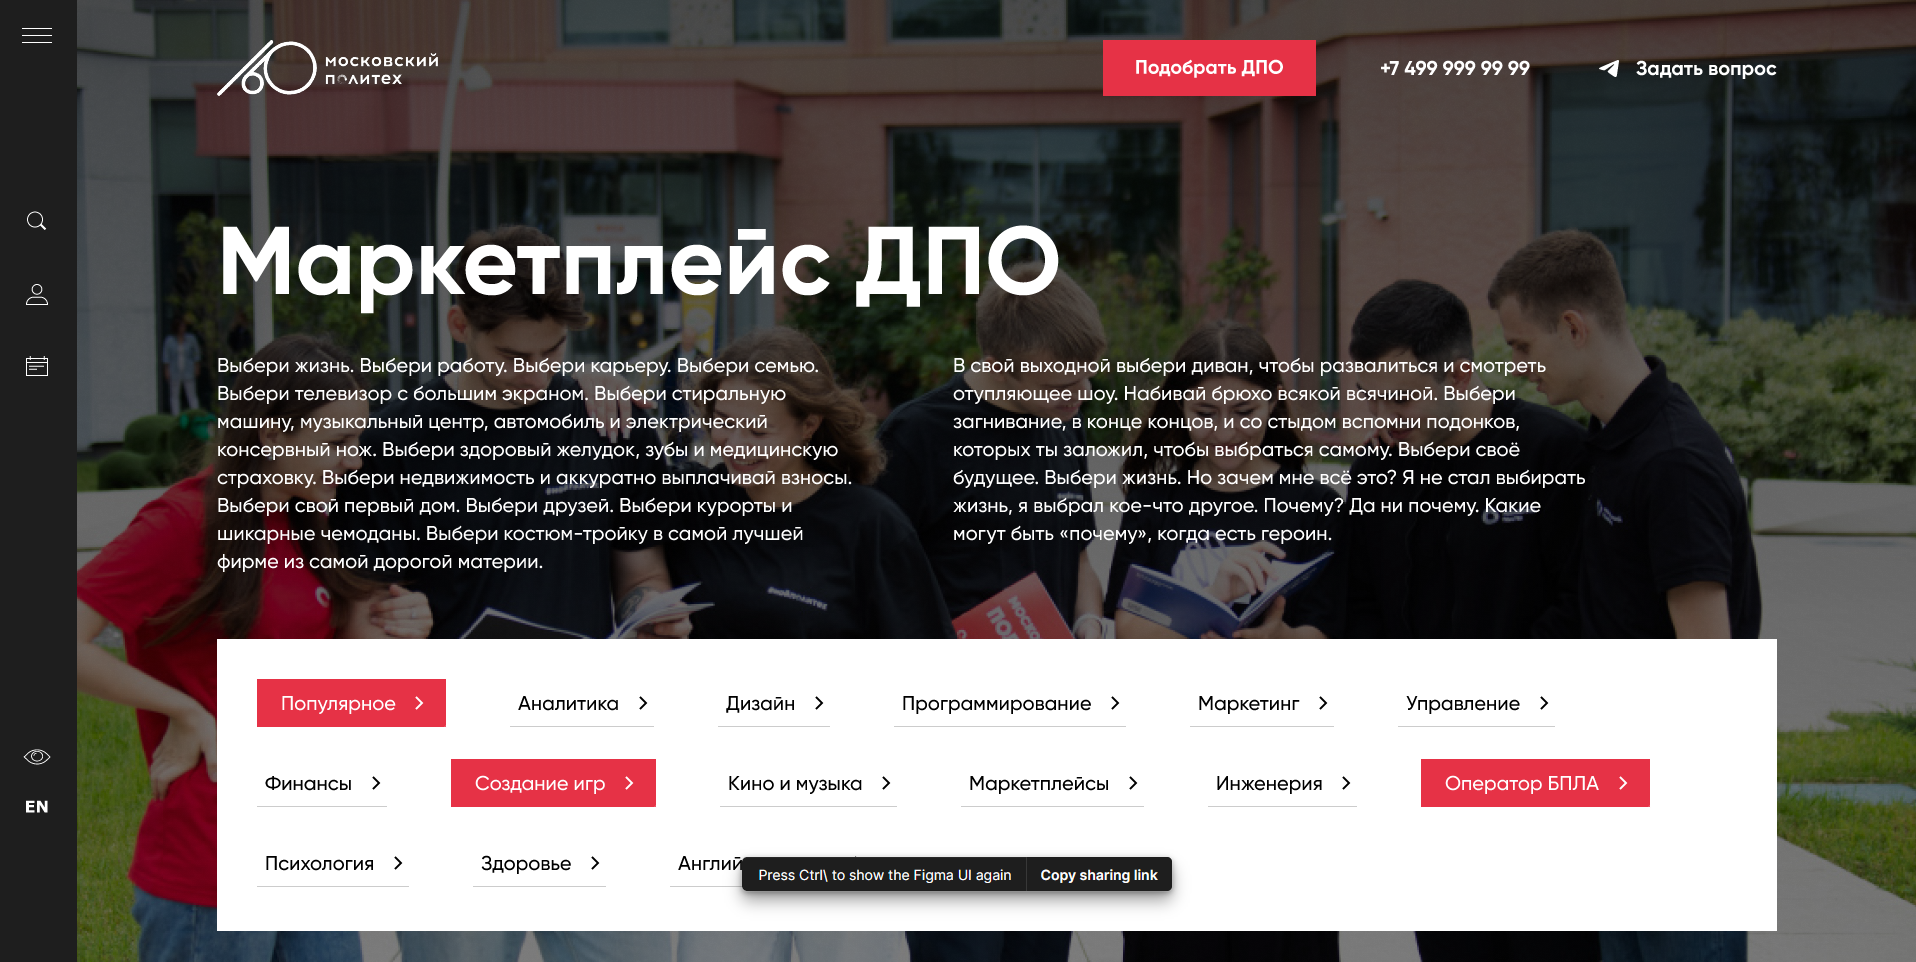 московский
политех
Подобрать ДПО
+7 499 999 99 99
Задать вопрос
Маркетплейс ДПО
Выбери жизнь. Выбери работу. Выбери карьеру. Выбери семью.
Выбери телевизор с большим экраном. Выбери стиральную
машину, музыкальный центр, автомобиль и электрический
консервный нож. Выбери здоровый желудок, зубы и медицинскую
страховку. Выбери недвижимость и аккуратно выплачивай взносы.
Выбери свой первый дом. Выбери друзей. Выбери курорты и
шикарные чемоданы. Выбери костюм-тройку в самой лучшей
фирме из самой дорогой материи.
В свой выходной выбери диван, чтобы развалиться и смотреть
отупляющее шоу. Набивай брюхо всякой всячиной. Выбери
загнивание, в конце концов, и со стыдом вспомни подонков,
которых ты заложил, чтобы выбраться самому. Выбери своё
будущее. Выбери жизнь. Но зачем мне всё это? Я не стал выбирать
жизнь, я выбрал кое-что другое. Почему? Да ни почему. Какие
могут быть «почему», когда есть героин.
Популярное
Аналитика
Дизайн
Программирование
Маркетинг
Управление
Финансы
Создание игр
Кино и музыка
Маркетплейсы
Инженерия
Оператор БПЛА
Психология
Здоровье
Англий
Press Ctrl\ to show the Figma UI again
Copy sharing link
EN